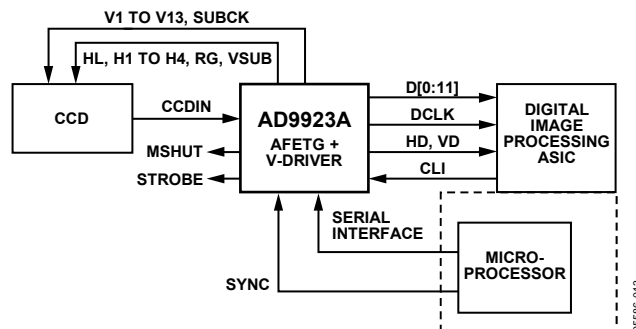 V1 TO V13, SUBCK
HL, H1 TO H4, RG, VSUB
CCD
CCDIN
MSHUT
STROBE
AD9923A
AFETG +
V-DRIVER
D[0:11]
DCLK
HD, VD
CLI
DIGITAL
IMAGE
PROCESSING
ASIC
SERIAL
INTERFACE
SYNC
MICRO-
PROCESSOR